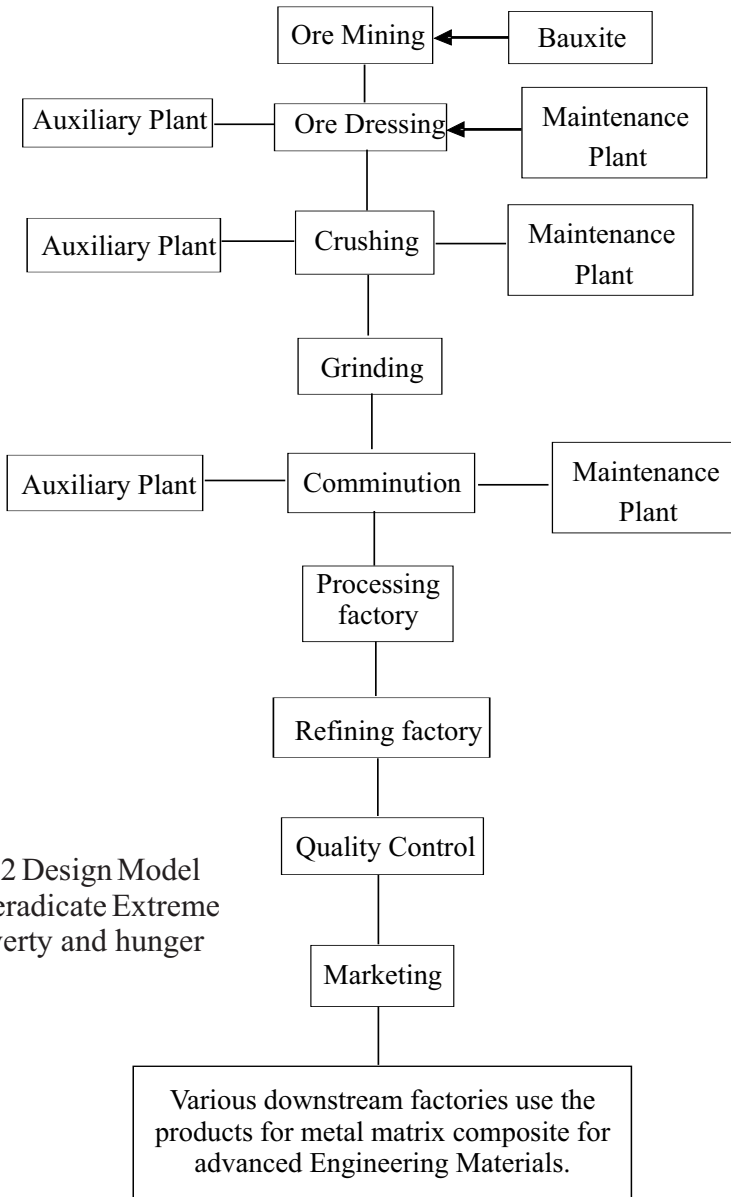 Ore Mining
Bauxite
Auxiliary Plant
Ore Dressing
Maintenance
Plant
Auxiliary Plant
Crushing
Maintenance
Plant
Grinding
Auxiliary Plant
Comminution
Maintenance
Plant
Processing
factory
Refining factory
Quality Control
2 Design Model
eradicate Extreme
verty and hunger
Marketing
Various downstream factories use the
products for metal matrix composite for
advanced Engineering Materials.